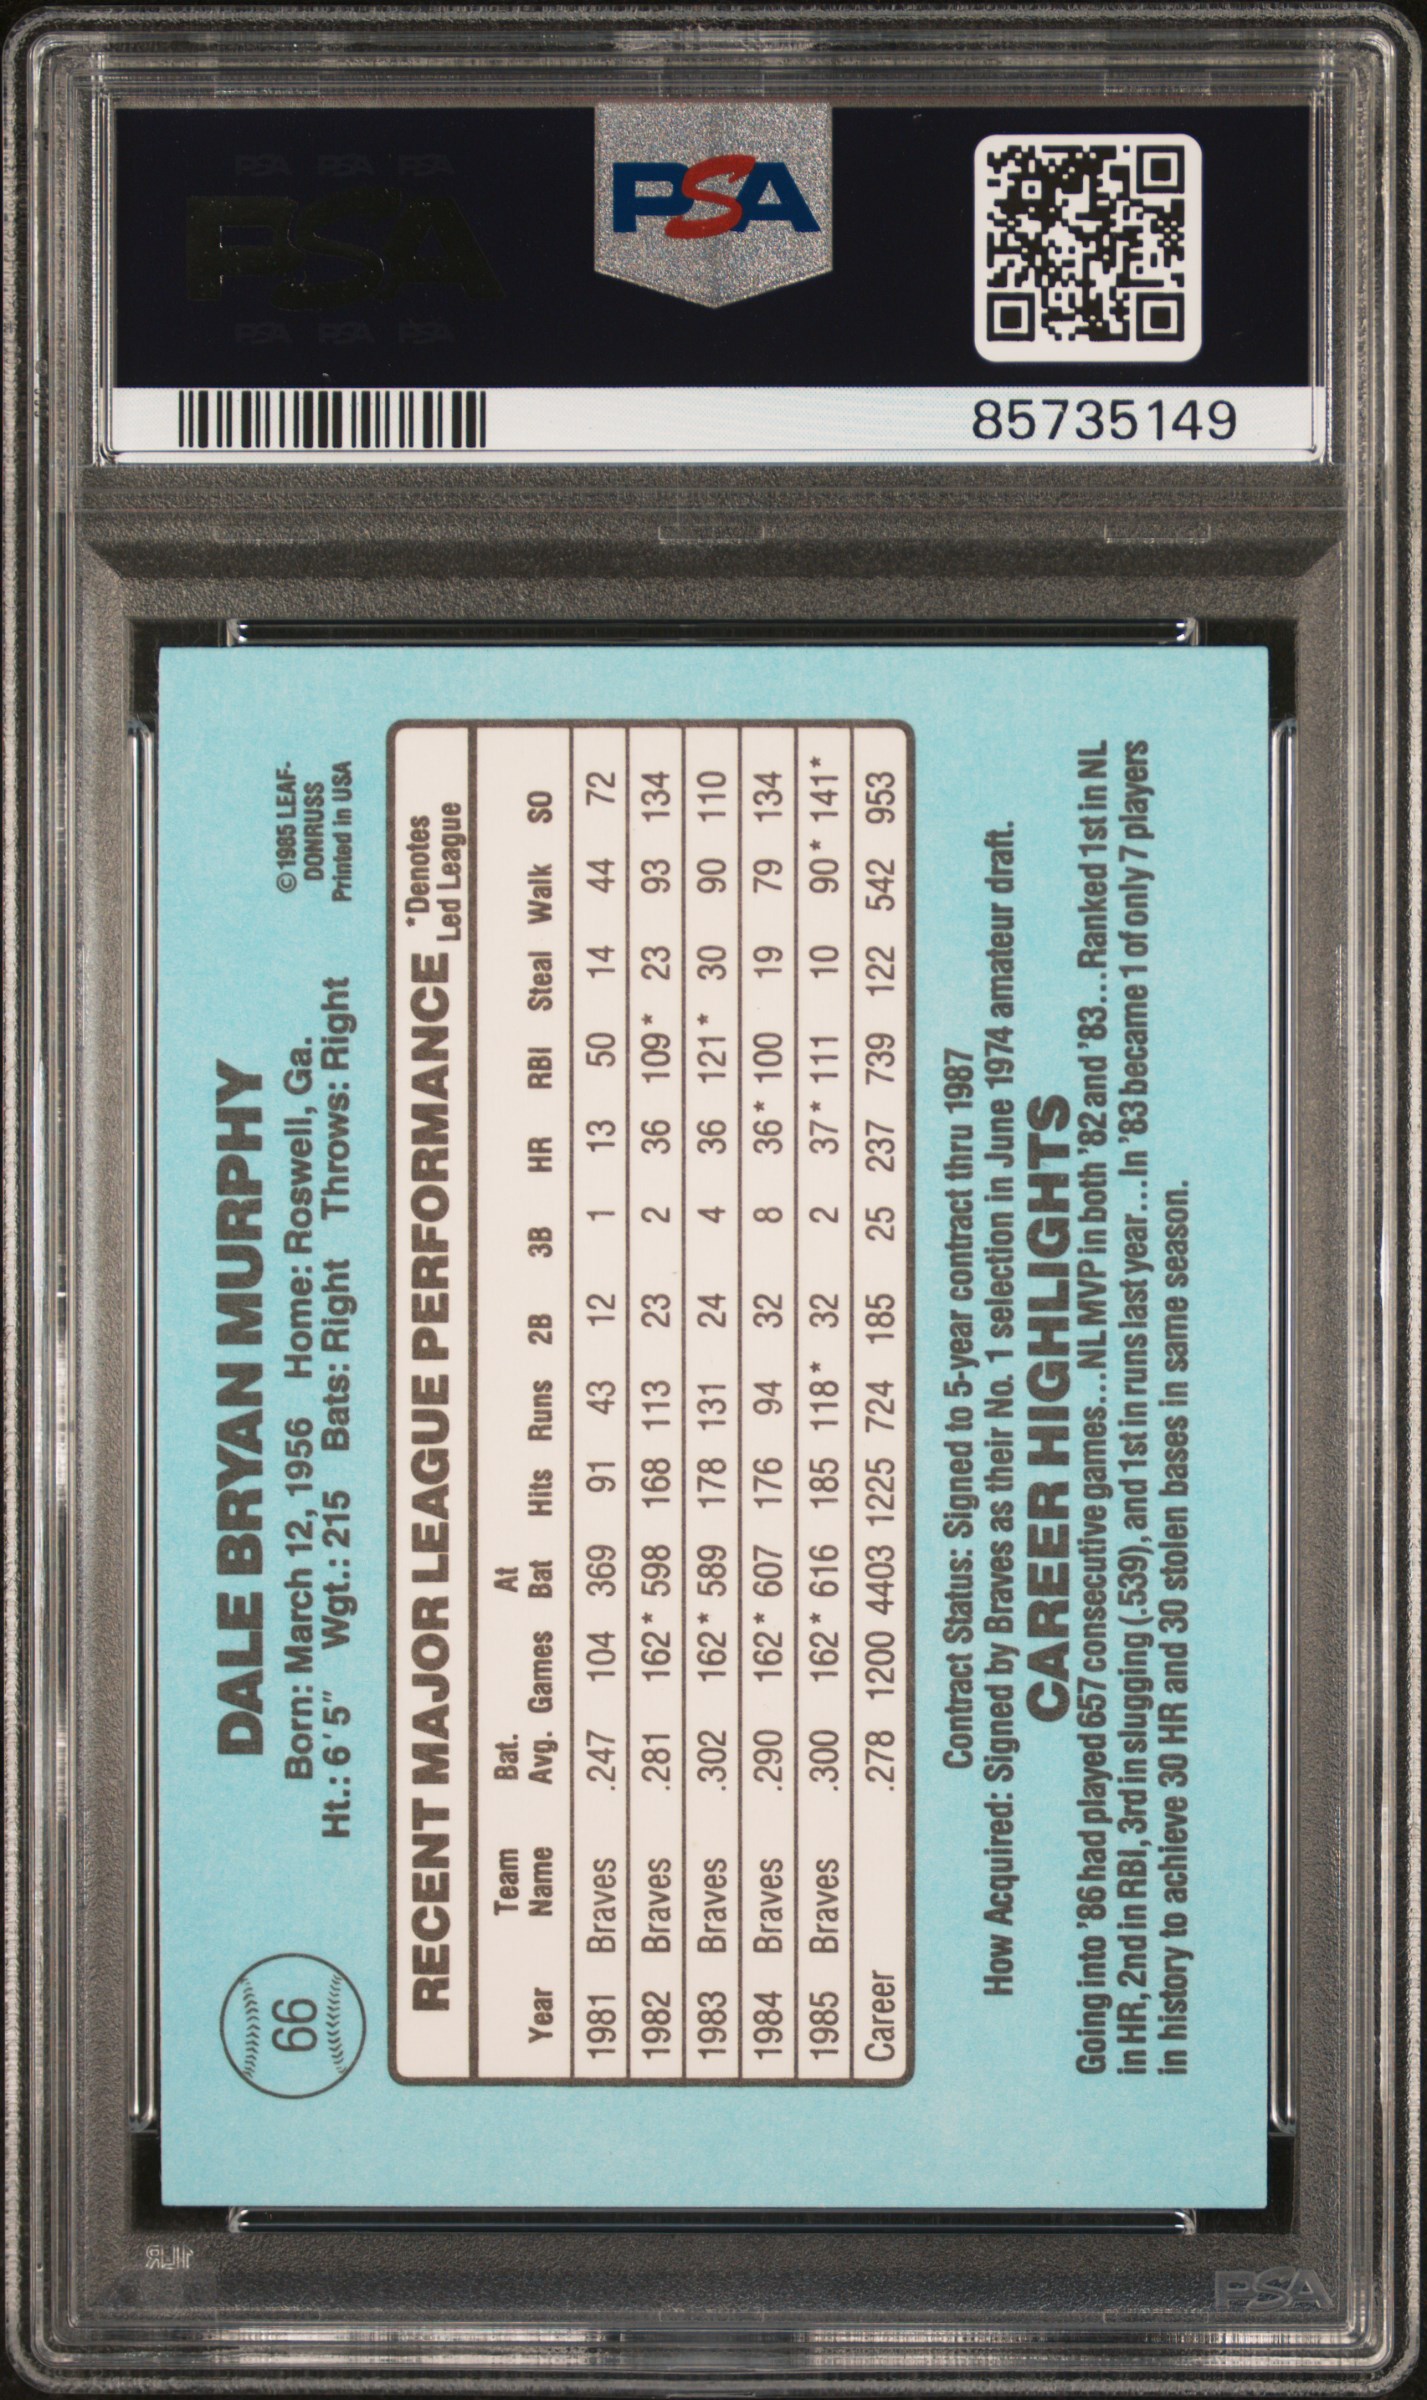 PSA PSA PSA
PSA
PSA PSA PSA
PSA
85735149
66
DALE BRYAN MURPHY
Born: March 12, 1956 Home: Roswell, Ga.
Ht.: 6'5" Wgt.: 215 Bats: Right Throws: Right
© 1985 LEAF-
DONRUSS
Printed in USA
RECENT MAJOR LEAGUE PERFORMANCE *Denotes Led League
Year Team Name Bat. Avg. Games At Bat Hits Runs 2B 3B HR RBI Steal Walk SO
1981 Braves .247 104 369 91 43 12 1 13 50 14 44 72
1982 Braves .281 162* 598 168 113 23 2 36 109* 23 93 134
1983 Braves .302 162* 589 178 131 24 4 36 121* 30 90 110
1984 Braves .290 162* 607 176 94 32 8 36* 100 19 79 134
1985 Braves .300 162* 616 185 118* 32 2 37* 111 10 90* 141*
Career .278 1200 4403 1225 724 185 25 237 739 122 542 953
Contract Status: Signed to 5-year contract thru 1987
How Acquired: Signed by Braves as their No. 1 selection in June 1974 amateur draft.
CAREER HIGHLIGHTS
Going into '86 had played 657 consecutive games...NL MVP in both '82 and '83...Ranked 1st in NL
in HR, 2nd in RBI, 3rd in slugging (.539), and 1st in runs last year...In '83 became 1 of only 7 players
in history to achieve 30 HR and 30 stolen bases in same season.
PSA